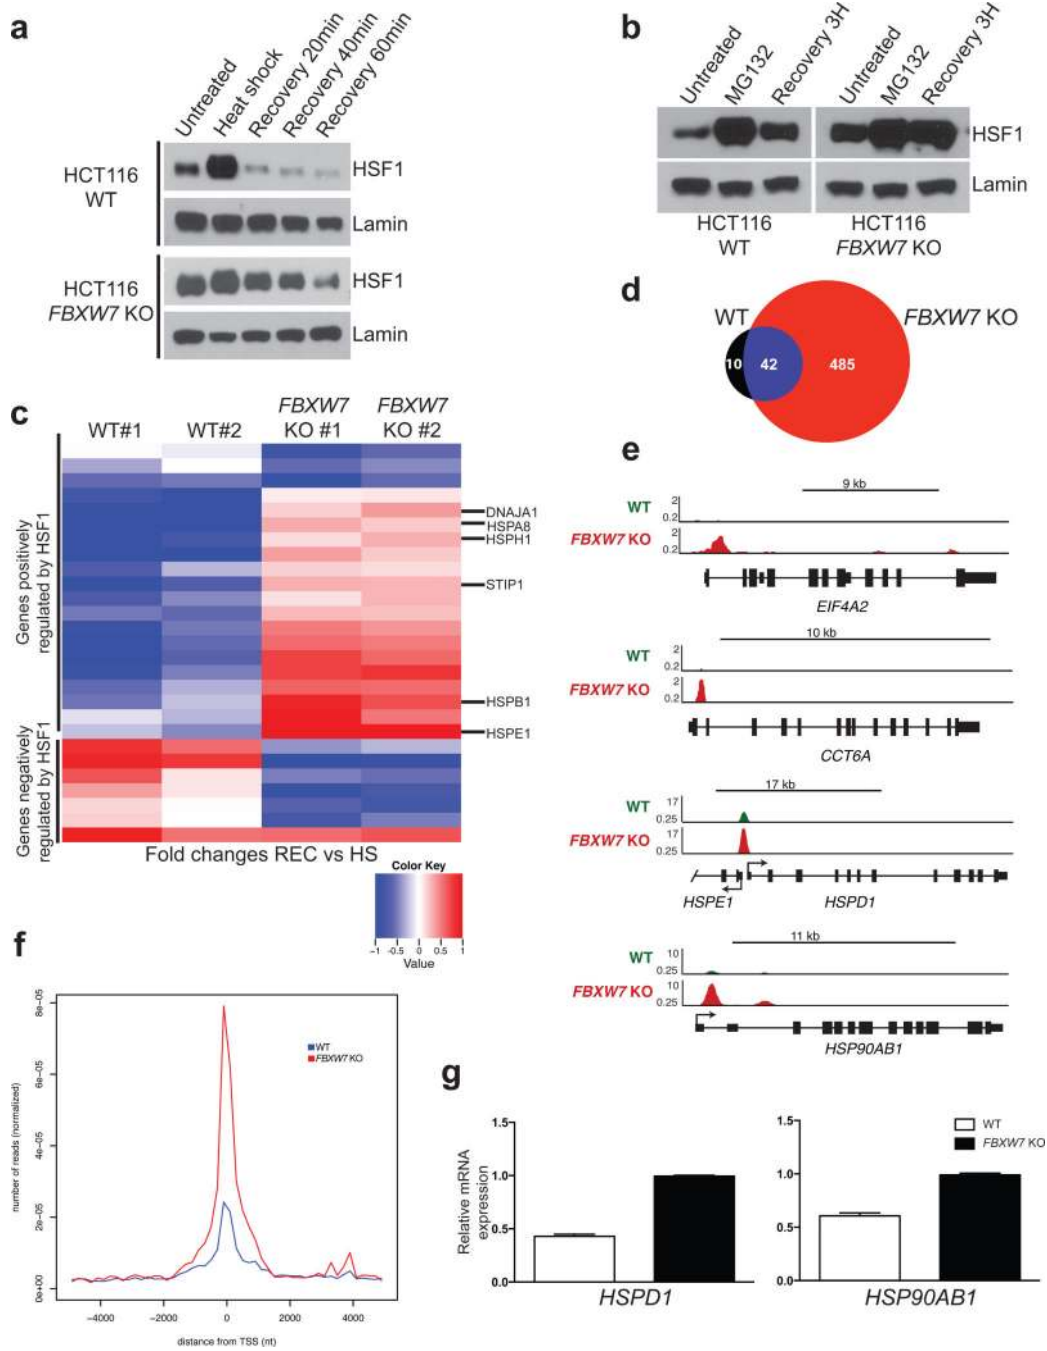 a
Untreated
Heat shock
Recovery 20min
Recovery 40min
Recovery 60min
HCT116
WT
HSF1
Lamin
HCT116
FBXW7 KO
HSF1
Lamin
b
Untreated
MG132
Recovery 3H
Untreated
MG132
Recovery 3H
HSF1
Lamin
HCT116
WT
HCT116
FBXW7 KO
c
WT#1
WT#2
FBXW7
KO #1
FBXW7
KO #2
Genes positively
regulated by HSF1
Genes negatively
regulated by HSF1
DNAJA1
HSPA8
HSPH1
STIP1
HSPB1
HSPE1
Fold changes REC vs HS
Color Key
-1 -0.5 0 0.5 1
Value
d
WT
FBXW7 KO
10
42
485
e
9 kb
WT
2
0.2
FBXW7 KO
2
0.2
EIF4A2
10 kb
WT
2
0.2
FBXW7 KO
2
0.2
CCT6A
17 kb
WT
17
0.25
FBXW7 KO
17
0.25
HSPE1
HSPD1
11 kb
WT
10
0.25
FBXW7 KO
10
0.25
HSP90AB1
f
number of reads (normalized)
8e-05
6e-05
4e-05
2e-05
0e+00
WT
FBXW7 KO
-4000
-2000
0
2000
4000
distance from TSS (nt)
g
Relative mRNA
expression
1.5
1.0
0.5
0.0
HSPD1
1.5
1.0
0.5
0.0
WT
FBXW7 KO
HSP90AB1